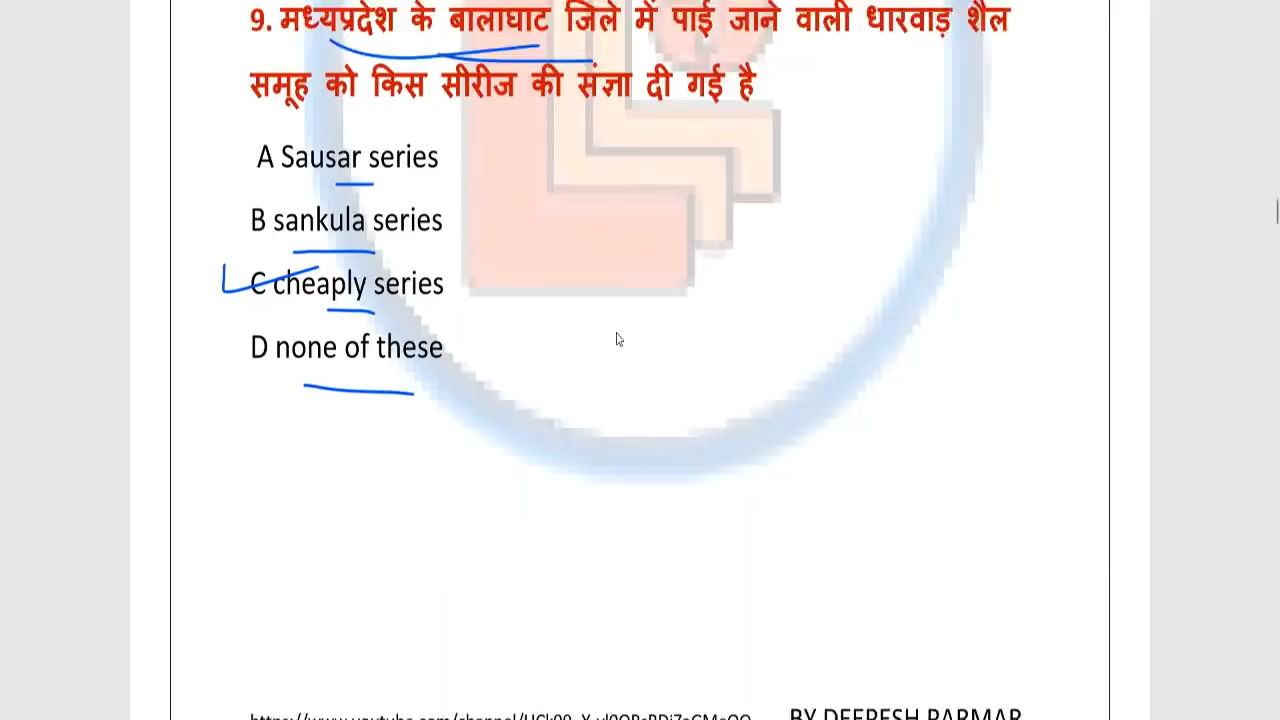 9. मध्यप्रदेश के बालाघाट जिले में पाई जाने वाली धारवाड़ शैल
समूह को किस सीरीज की संज्ञा दी गई है
A Sausar series
B sankula series
C cheaply series
D none of these
BY DEEPESH PARMAR